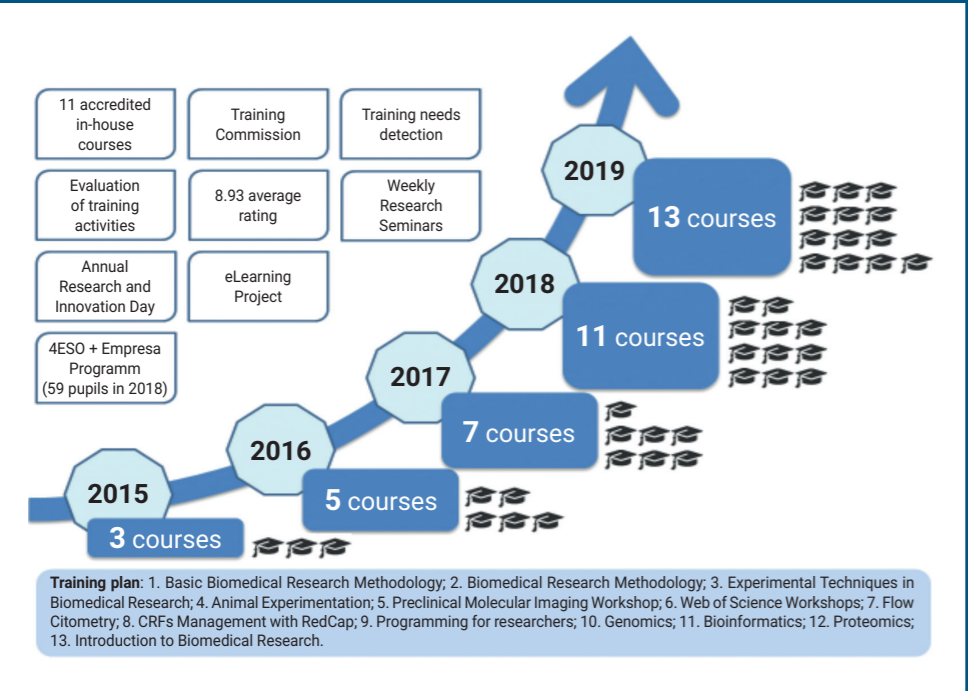 11 accredited
in-house
courses
Training
Commission
Training needs
detection
Evaluation
of training
activities
8.93 average
rating
Weekly
Research
Seminars
Annual
Research and
Innovation Day
eLearning
Project
4ESO + Empresa
Programm
(59 pupils in 2018)
2019
13 courses
2018
11 courses
2017
7 courses
2016
5 courses
2015
3 courses
Training plan: 1. Basic Biomedical Research Methodology; 2. Biomedical Research Methodology; 3. Experimental Techniques in
Biomedical Research; 4. Animal Experimentation; 5. Preclinical Molecular Imaging Workshop; 6. Web of Science Workshops; 7. Flow
Citometry; 8. CRFs Management with RedCap; 9. Programming for researchers; 10. Genomics; 11. Bioinformatics; 12. Proteomics;
13. Introduction to Biomedical Research.